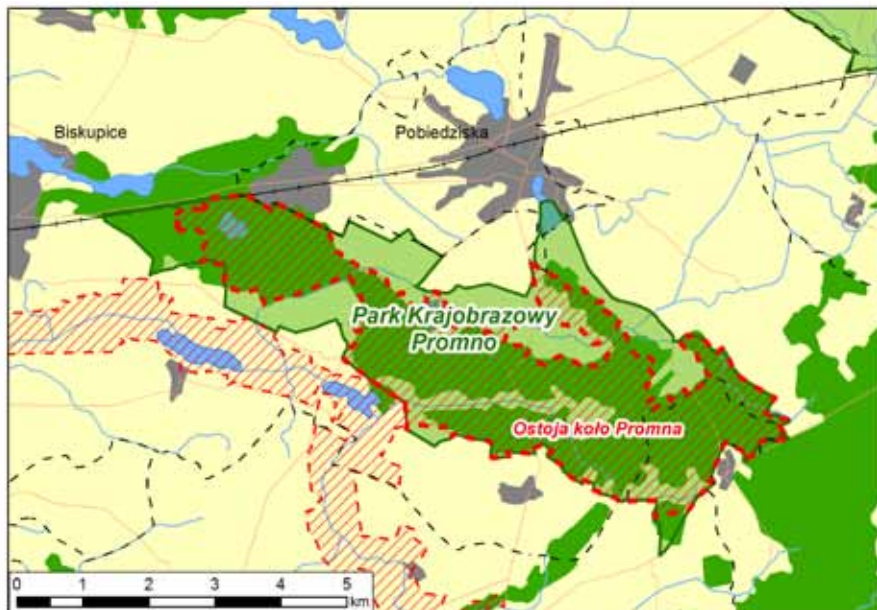 Biskupice
Pobiedziska
Park Krajobrazowy
Promno
Ostoja koło Promna
0 1 2 3 4 5
km